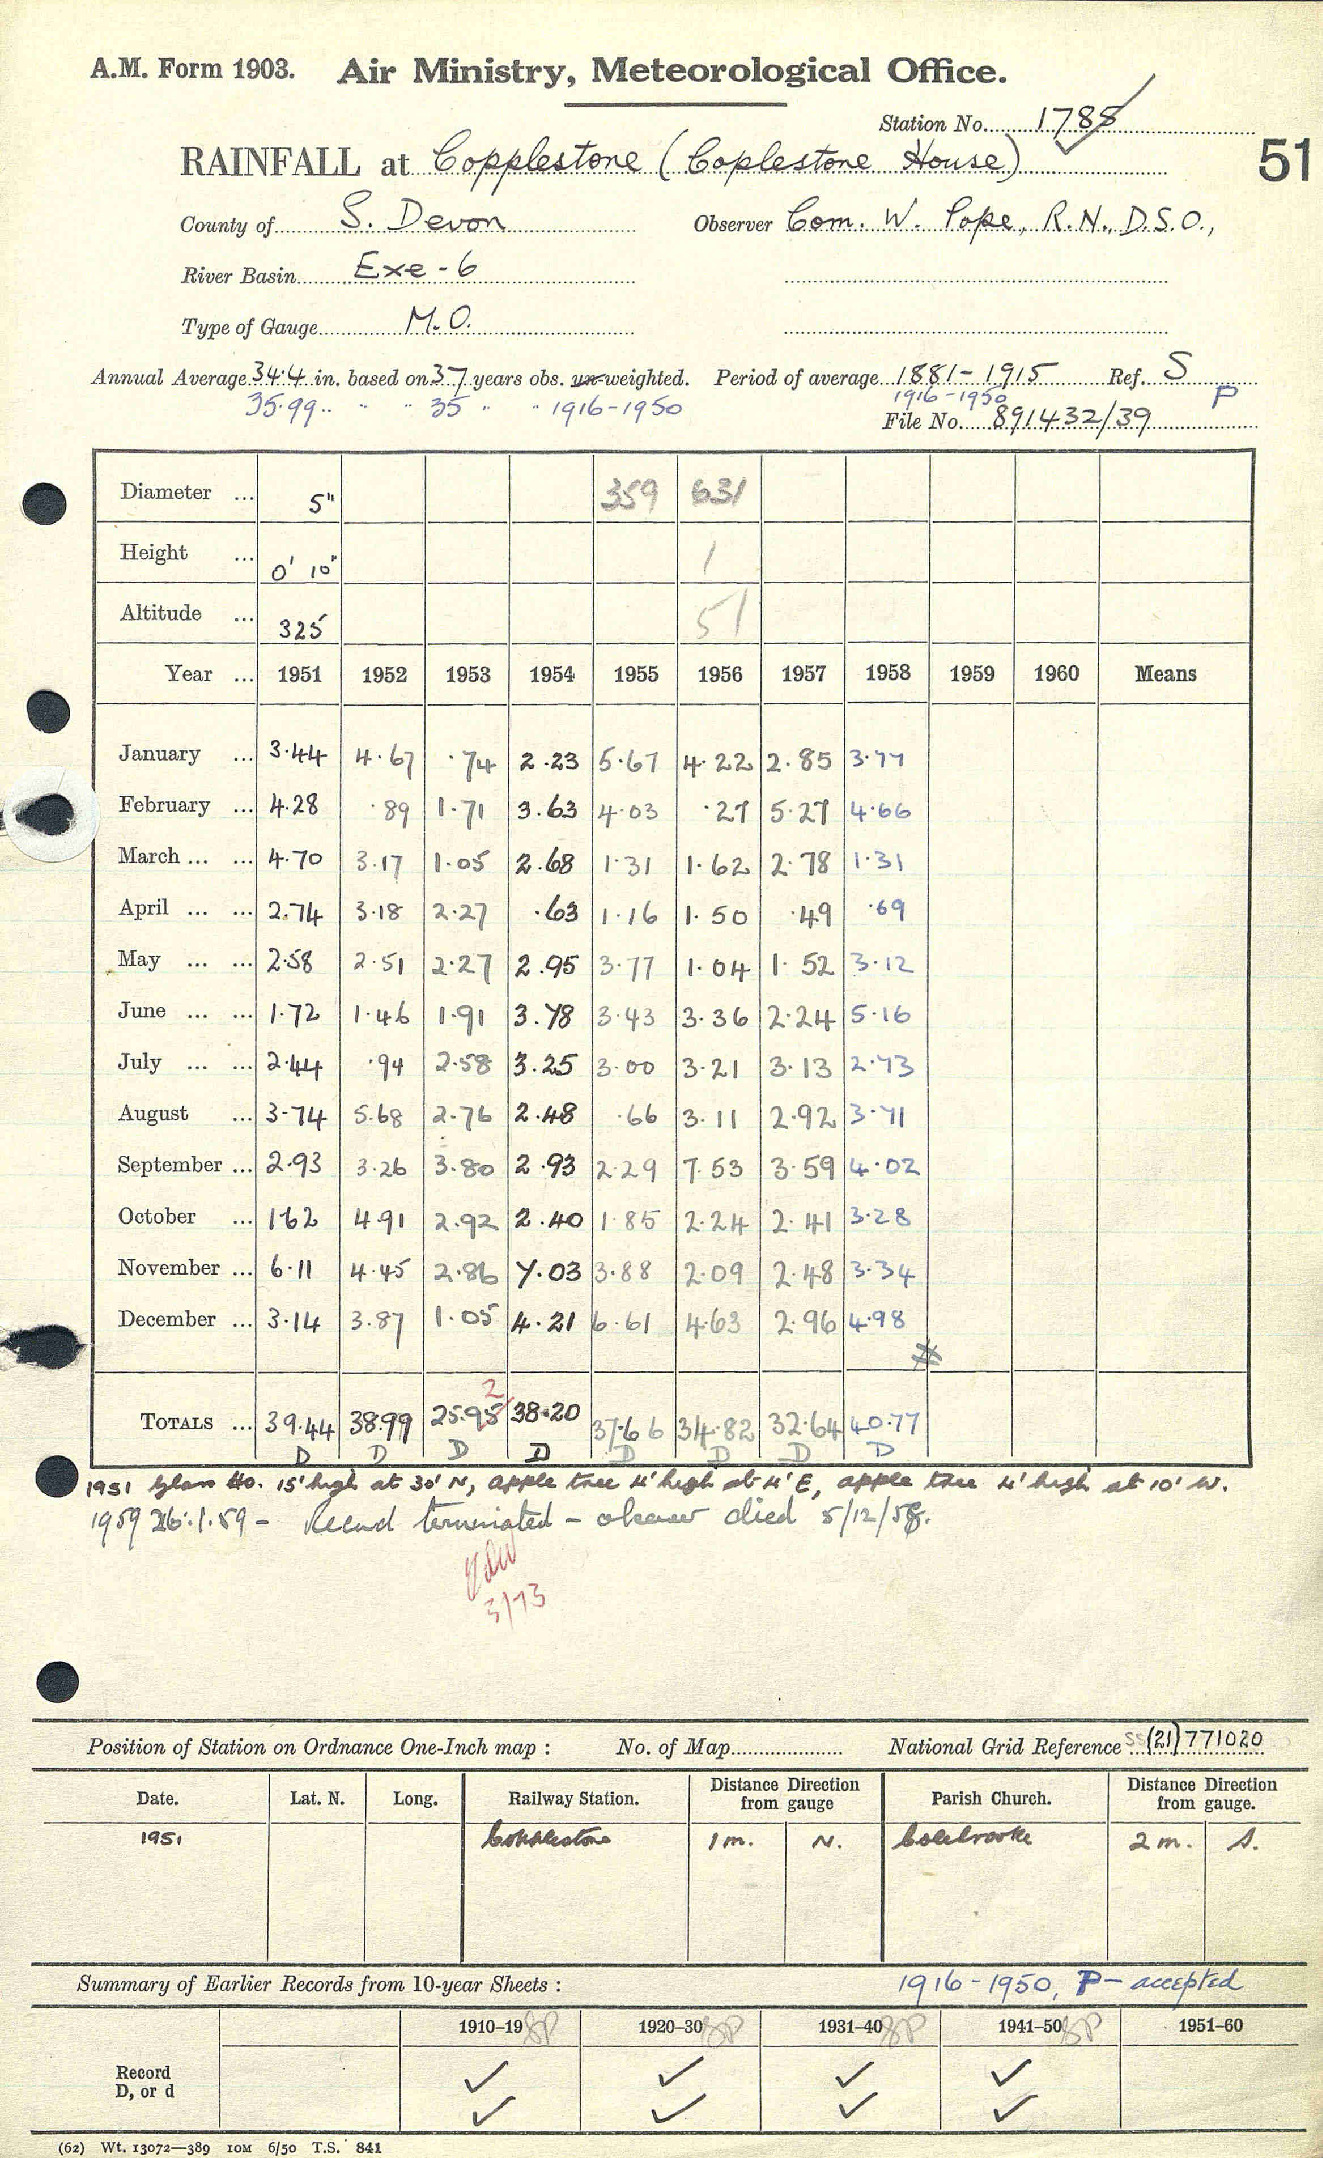 A.M. Form 1903. Air Ministry, Meteorological Office.
Station No. 1788
51
RAINFALL at Copplestone (Coplestone House)
County of S. Devon Observer Com. W. Pope, R.N., D.S.O.,
River Basin Exe - 6
Type of Gauge M.O.
Annual Average 34.4 in. based on 37 years obs. un-weighted. Period of average 1881-1915 Ref. S
35.99 " " 35 " " 1916-1950 1916-1950 P
File No. 891432/39
Diameter ... 5" 359 631
Height ... 0' 10" 1
Altitude ... 325 51
Year ... 1951 1952 1953 1954 1955 1956 1957 1958 1959 1960 Means
January ... 3.44 4.67 .74 2.23 5.67 4.22 2.85 3.77
February ... 4.28 .89 1.71 3.63 4.03 .27 5.27 4.66
March ... ... 4.70 3.17 1.05 2.68 1.31 1.62 2.78 1.31
April ... ... 2.74 3.18 2.27 .63 1.16 1.50 .49 .69
May ... ... 2.58 2.51 2.27 2.95 3.77 1.04 1.52 3.12
June ... ... 1.72 1.46 1.91 3.78 3.43 3.36 2.24 5.16
July ... ... 2.44 .94 2.58 3.25 3.00 3.21 3.13 2.73
August ... 3.74 5.68 2.76 2.48 .66 3.11 2.92 3.71
September ... 2.93 3.26 3.80 2.93 2.29 7.53 3.59 4.02
October ... 1.62 4.91 2.92 2.40 1.85 2.24 2.41 3.28
November ... 6.11 4.45 2.86 7.03 3.88 2.09 2.48 3.34
December ... 3.14 3.87 1.05 4.21 6.61 4.63 2.96 4.98
2
TOTALS ... 39.44 38.99 25.95 38.20 37.66 34.82 32.64 40.77
D D D D D D D D
1951 Glass Ho. 15' high at 30' N, apple tree 4' high at 4' E, apple tree 4' high at 10' W.
1959 26.1.59 - Record terminated - observer died 5/12/58.
3/73
Position of Station on Ordnance One-Inch map : No. of Map National Grid Reference SS (21) 771020
Date. Lat. N. Long. Railway Station. Distance Direction from gauge Parish Church. Distance Direction from gauge.
1951 Copplestone 1 m. N. Colebrooke 2 m. S.
Summary of Earlier Records from 10-year Sheets : 1916-1950, P - accepted
1910-19 SP 1920-30 SP 1931-40 SP 1941-50 SP 1951-60
Record ✓ ✓ ✓ ✓
D, or d ✓ ✓ ✓ ✓
(62) Wt. 13072—389 10M 6/50 T.S. 841